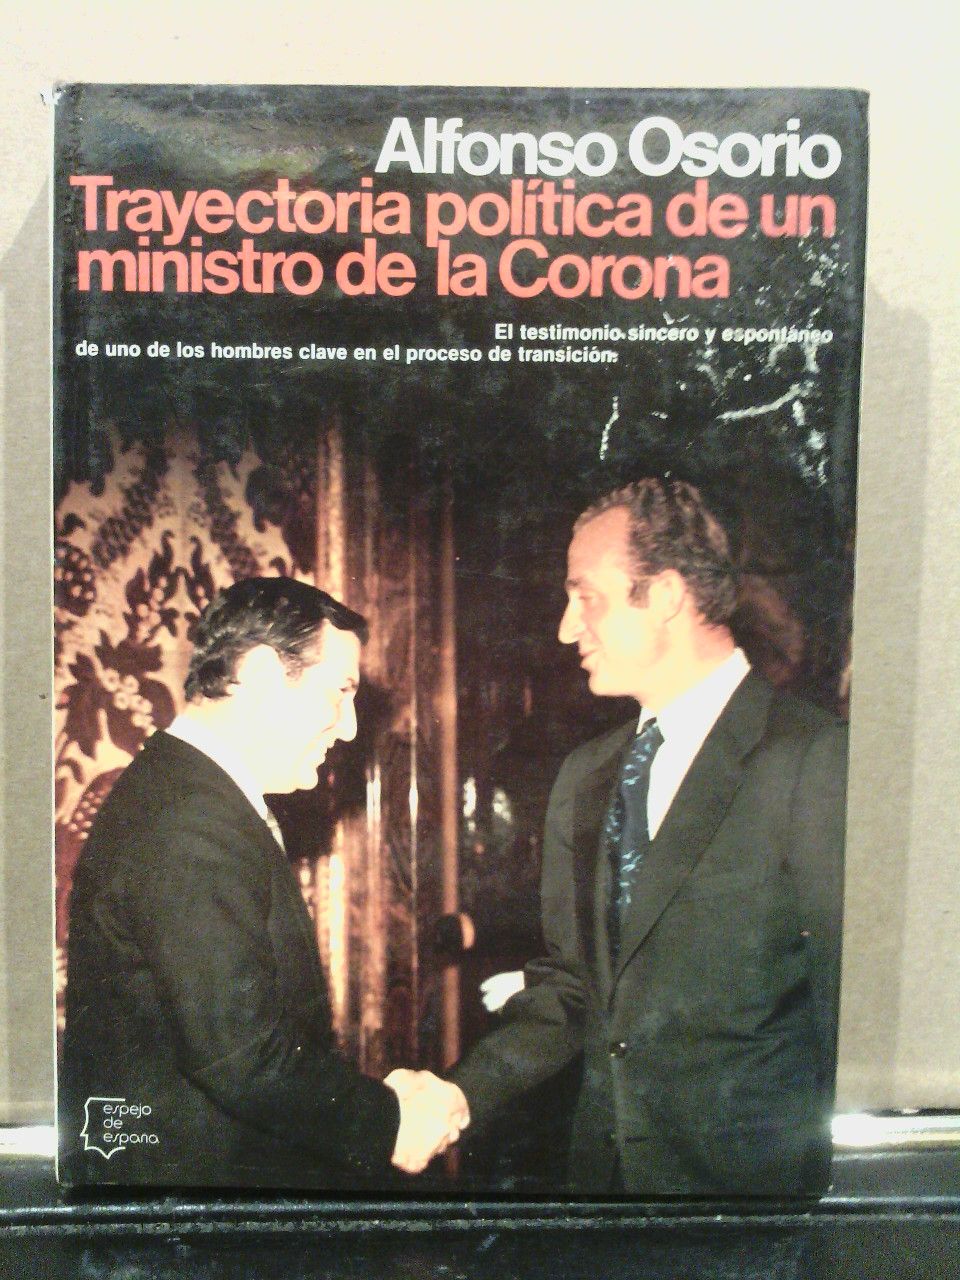 Alfonso Osorio
Trayectoria política de un
ministro de la Corona
El testimonio sincero y espontáneo
de uno de los hombres clave en el proceso de transición.
espejo
de
españa